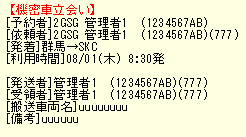 【機密車立会い】
[予約者]2GSG 管理者1　(1234567AB)
[依頼者]2GSG 管理者1　(1234567AB)(777)
[発着]群馬→SKC
[利用時間]08/01(木) 8:30発
[発送者]管理者1　(1234567AB)(777)
[受領者]管理者1　(1234567AB)(777)
[搬送車両名]uuuuuuuu
[備考]uuuuuu